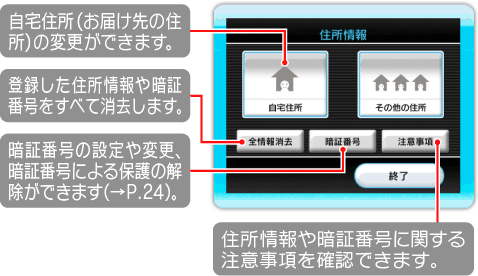 自宅住所(お届け先の住
所)の変更ができます。
登録した住所情報や暗証
番号をすべて消去します。
暗証番号の設定や変更、
暗証番号による保護の解
除ができます(→P.24)。
住所情報
自宅住所
その他の住所
全情報消去
暗証番号
注意事項
終了
住所情報や暗証番号に関する
注意事項を確認できます。